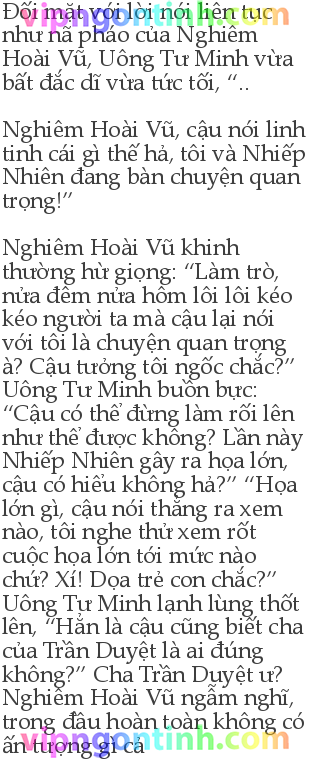 Đối mặt với lời nói liên tục
vipngontinh.com
như nã pháo của Nghiêm
Hoài Vũ, Uông Tư Minh vừa
bất đắc dĩ vừa tức tối, “..
Nghiêm Hoài Vũ, cậu nói linh
tinh cái gì thế hả, tôi và Nhiếp
Nhiên đang bàn chuyện quan
trọng!”
Nghiêm Hoài Vũ khinh
thường hừ giọng: “Làm trò,
nửa đêm nửa hôm lôi lôi kéo
kéo người ta mà cậu lại nói
với tôi là chuyện quan trọng
à? Cậu tưởng tôi ngốc chắc?”
Uông Tư Minh buồn bực:
“Cậu có thể đừng làm rối lên
như thế được không? Lần này
Nhiếp Nhiên gây ra họa lớn,
cậu có hiểu không hả?” “Họa
lớn gì, cậu nói thẳng ra xem
nào, tôi nghe thử xem rốt
cuộc họa lớn tới mức nào
chứ? Xí! Dọa trẻ con chắc?”
Uông Tư Minh lạnh lùng thốt
lên, “Hẳn là cậu cũng biết cha
của Trần Duyệt là ai đúng
không?” Cha Trần Duyệt ư?
Nghiêm Hoài Vũ ngẫm nghĩ,
trong đầu hoàn toàn không có
ấn tượng gì cả
vipngontinh.com